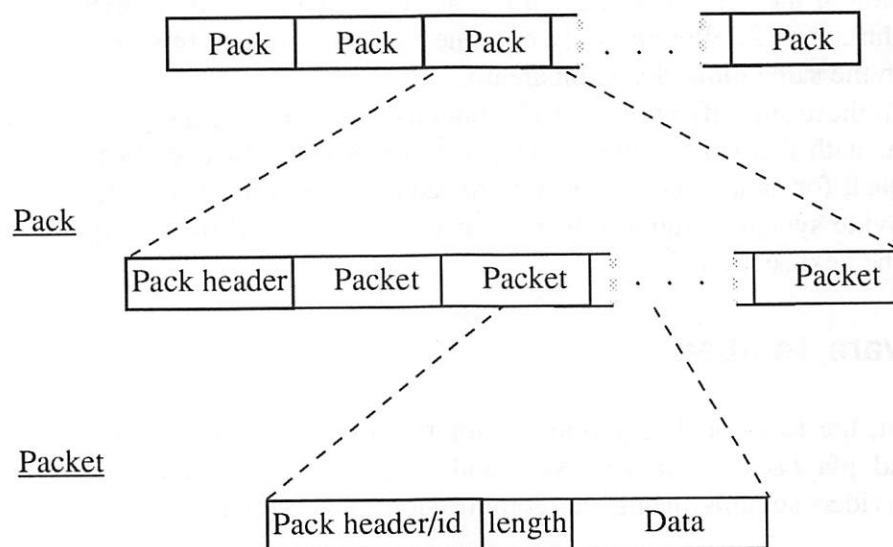 Pack Pack Pack . . . Pack
Pack
Pack header Packet Packet . . . Packet
Packet
Pack header/id length Data